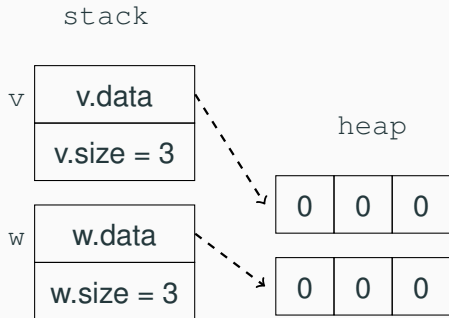 stack
v
v.data
v.size = 3
heap
0 0 0
w
w.data
w.size = 3
0 0 0